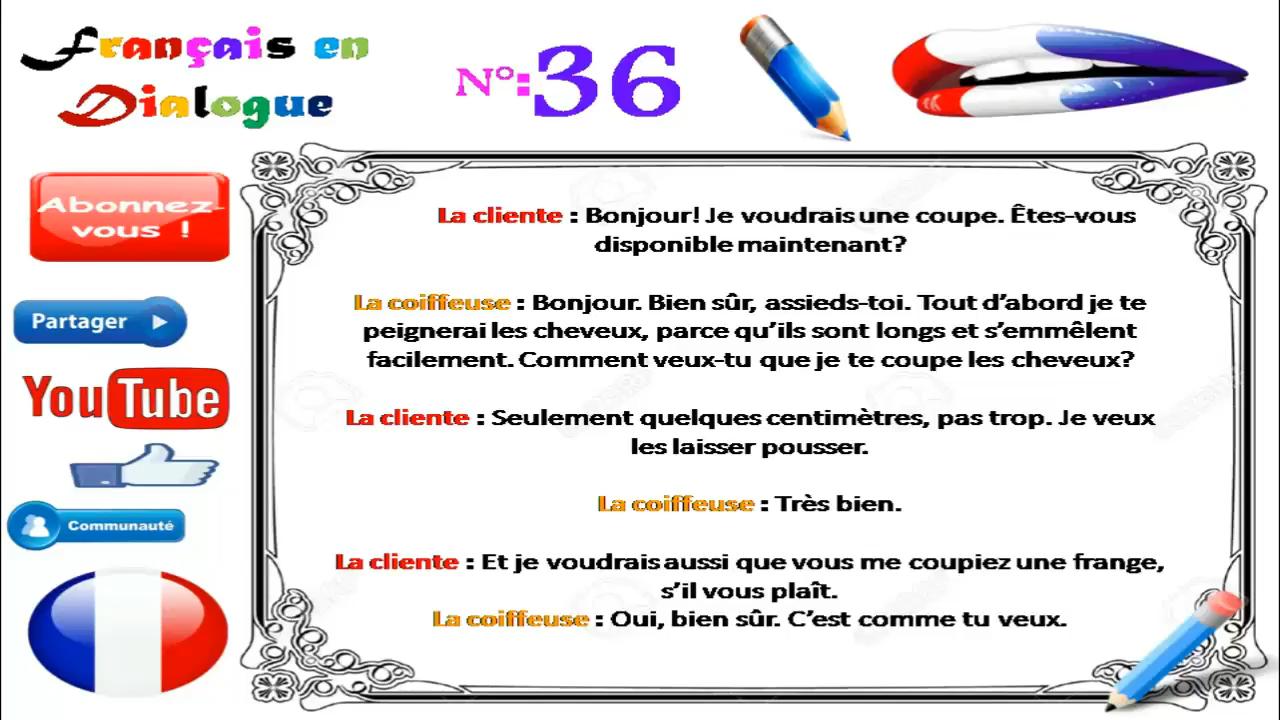 Français en
Dialogue
N°:36
Abonnez-
vous !
Partager
YouTube
Communauté
La cliente : Bonjour! Je voudrais une coupe. Êtes-vous
disponible maintenant?
La coiffeuse : Bonjour. Bien sûr, assieds-toi. Tout d’abord je te
peignerai les cheveux, parce qu’ils sont longs et s’emmêlent
facilement. Comment veux-tu que je te coupe les cheveux?
La cliente : Seulement quelques centimètres, pas trop. Je veux
les laisser pousser.
La coiffeuse : Très bien.
La cliente : Et je voudrais aussi que vous me coupiez une frange,
s’il vous plaît.
La coiffeuse : Oui, bien sûr. C’est comme tu veux.